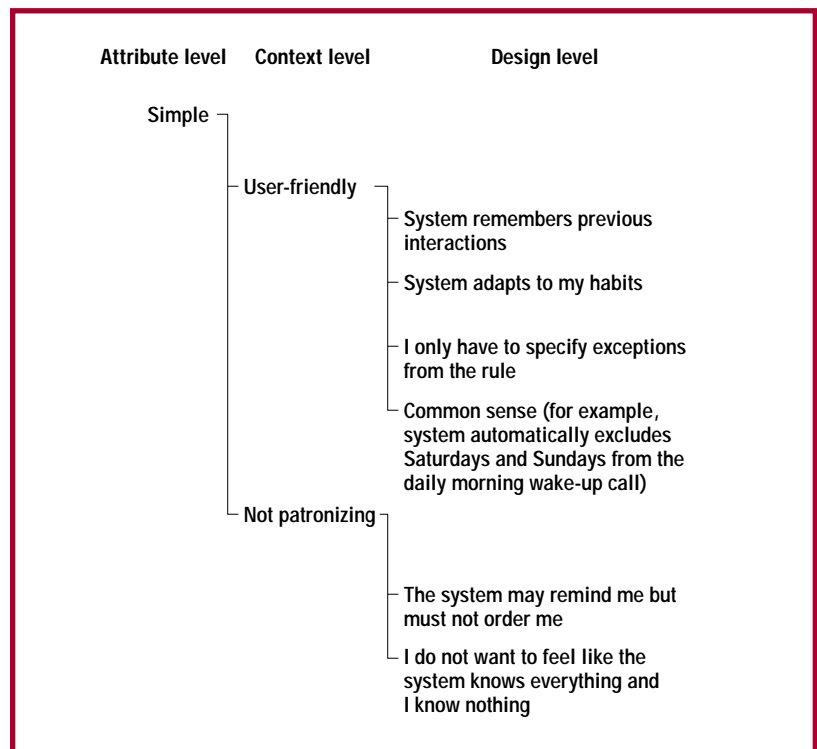 Attribute level Context level Design level
Simple
User-friendly
System remembers previous
interactions
System adapts to my habits
I only have to specify exceptions
from the rule
Common sense (for example,
system automatically excludes
Saturdays and Sundays from the
daily morning wake-up call)
Not patronizing
The system may remind me but
must not order me
I do not want to feel like the
system knows everything and
I know nothing